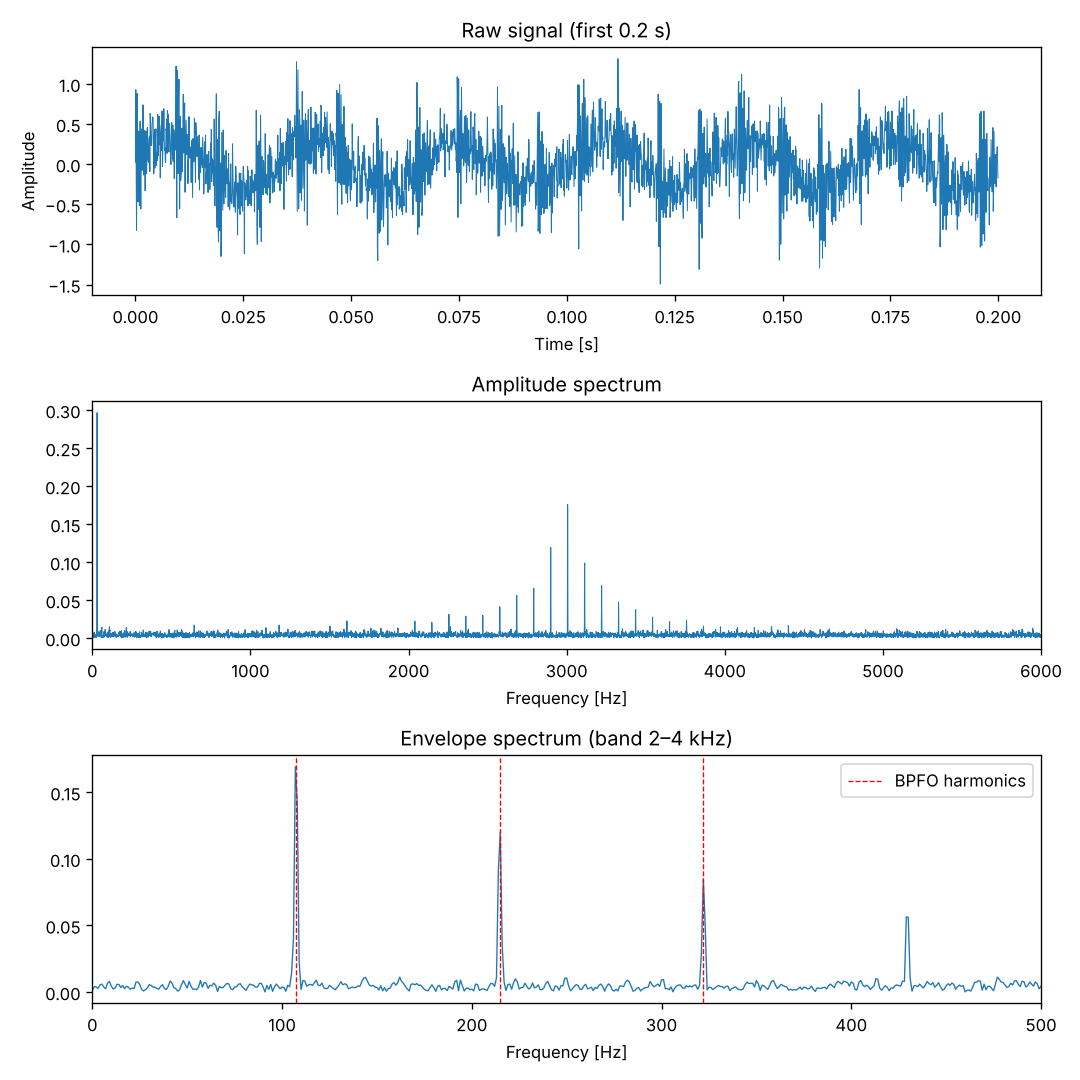 Raw signal (first 0.2 s)
1.0
0.5
0.0
−0.5
−1.0
−1.5
Amplitude
0.000 0.025 0.050 0.075 0.100 0.125 0.150 0.175 0.200
Time [s]
Amplitude spectrum
0.30
0.25
0.20
0.15
0.10
0.05
0.00
0 1000 2000 3000 4000 5000 6000
Frequency [Hz]
Envelope spectrum (band 2–4 kHz)
BPFO harmonics
0.15
0.10
0.05
0.00
0 100 200 300 400 500
Frequency [Hz]